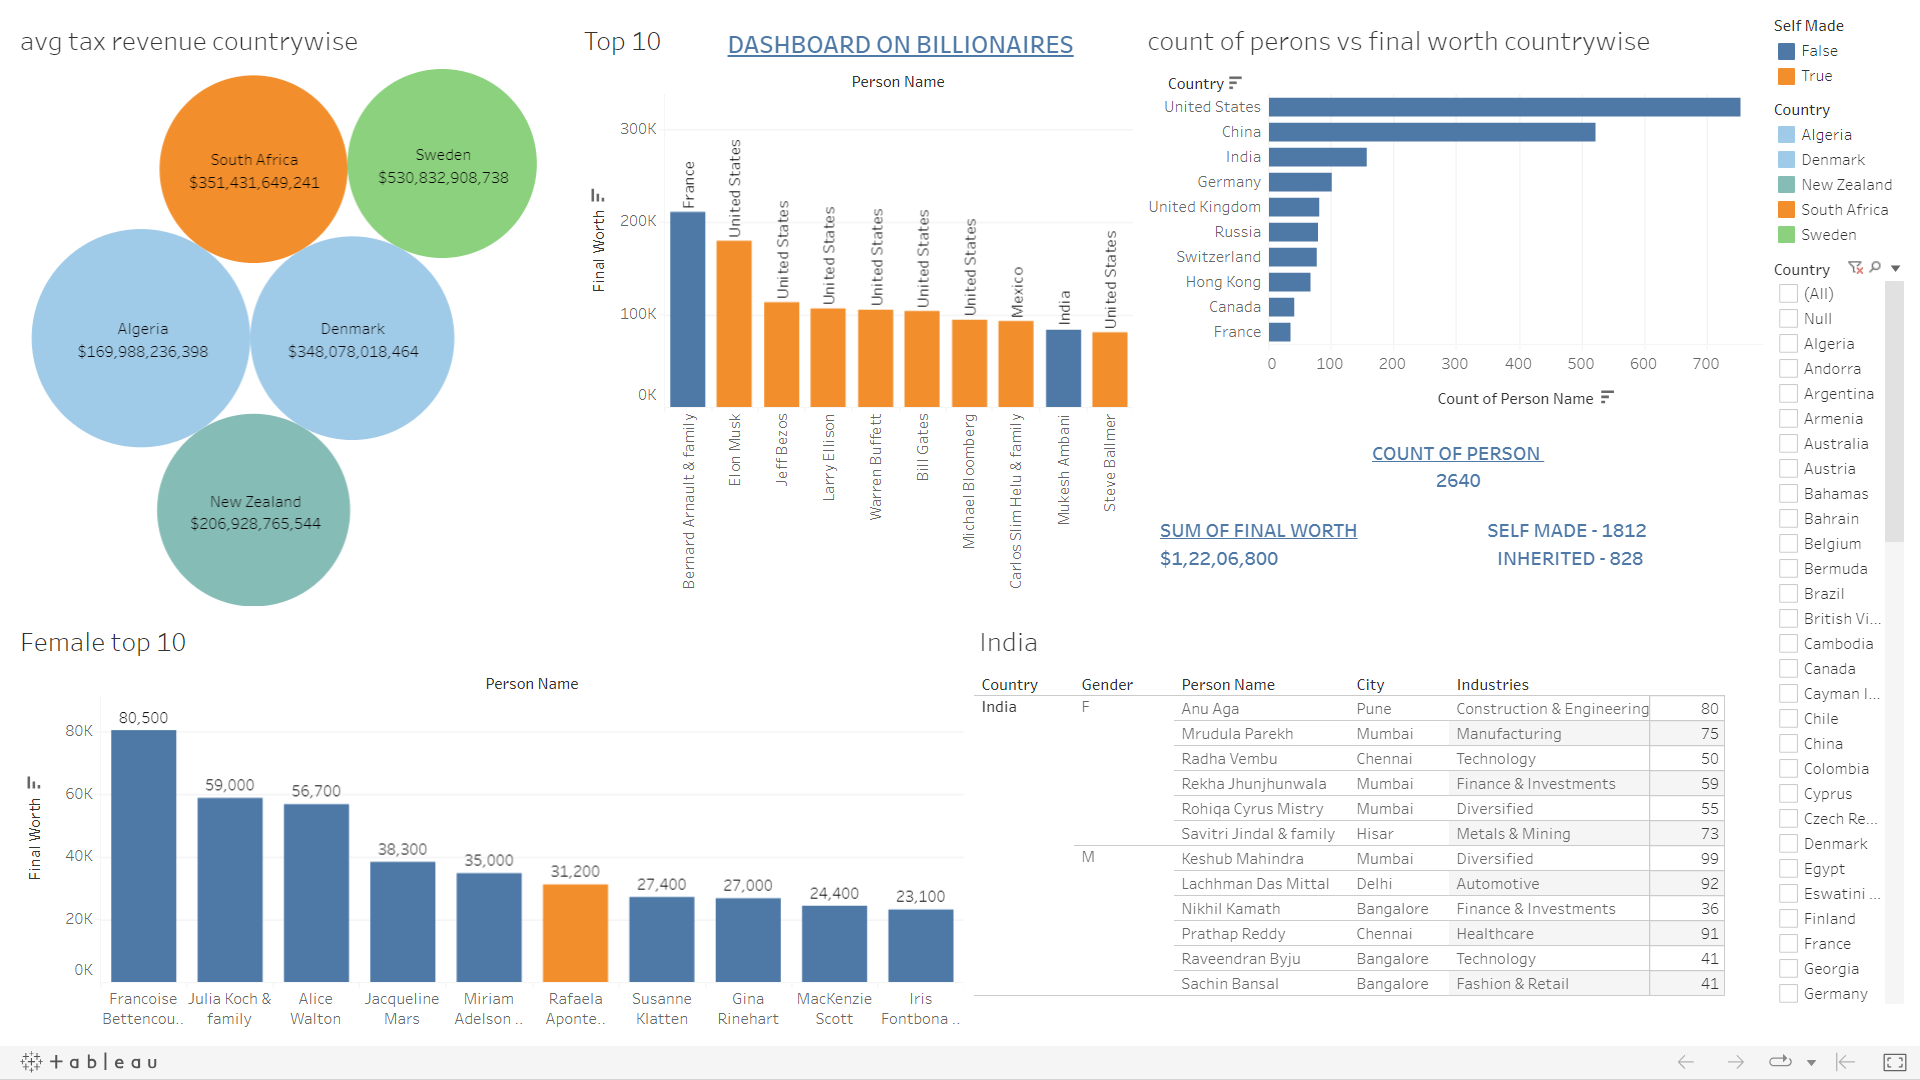 avg tax revenue countrywise
South Africa
$351,431,649,241
Sweden
$530,832,908,738
Algeria
$169,988,236,398
Denmark
$348,078,018,464
New Zealand
$206,928,765,544
Top 10
DASHBOARD ON BILLIONAIRES
Person Name
Final Worth
300K
200K
100K
0K
France
United States
United States
United States
United States
United States
United States
Mexico
India
United States
Bernard Arnault & family
Elon Musk
Jeff Bezos
Larry Ellison
Warren Buffett
Bill Gates
Michael Bloomberg
Carlos Slim Helu & family
Mukesh Ambani
Steve Ballmer
count of perons vs final worth countrywise
Country
United States
China
India
Germany
United Kingdom
Russia
Switzerland
Hong Kong
Canada
France
0 100 200 300 400 500 600 700
Count of Person Name
COUNT OF PERSON
2640
SUM OF FINAL WORTH
$1,22,06,800
SELF MADE - 1812
INHERITED - 828
Self Made
False
True
Country
Algeria
Denmark
New Zealand
South Africa
Sweden
Country
(All)
Null
Algeria
Andorra
Argentina
Armenia
Australia
Austria
Bahamas
Bahrain
Belgium
Bermuda
Brazil
British Vi...
Cambodia
Canada
Cayman I...
Chile
China
Colombia
Cyprus
Czech Re...
Denmark
Egypt
Eswatini ...
Finland
France
Georgia
Germany
Female top 10
Person Name
Final Worth
80K
60K
40K
20K
0K
80,500
59,000
56,700
38,300
35,000
31,200
27,400
27,000
24,400
23,100
Francoise Bettencou..
Julia Koch & family
Alice Walton
Jacqueline Mars
Miriam Adelson ..
Rafaela Aponte..
Susanne Klatten
Gina Rinehart
MacKenzie Scott
Iris Fontbona ..
India
Country Gender Person Name City Industries
India F Anu Aga Pune Construction & Engineering 80
Mrudula Parekh Mumbai Manufacturing 75
Radha Vembu Chennai Technology 50
Rekha Jhunjhunwala Mumbai Finance & Investments 59
Rohiqa Cyrus Mistry Mumbai Diversified 55
Savitri Jindal & family Hisar Metals & Mining 73
M Keshub Mahindra Mumbai Diversified 99
Lachhman Das Mittal Delhi Automotive 92
Nikhil Kamath Bangalore Finance & Investments 36
Prathap Reddy Chennai Healthcare 91
Raveendran Byju Bangalore Technology 41
Sachin Bansal Bangalore Fashion & Retail 41
+ableau